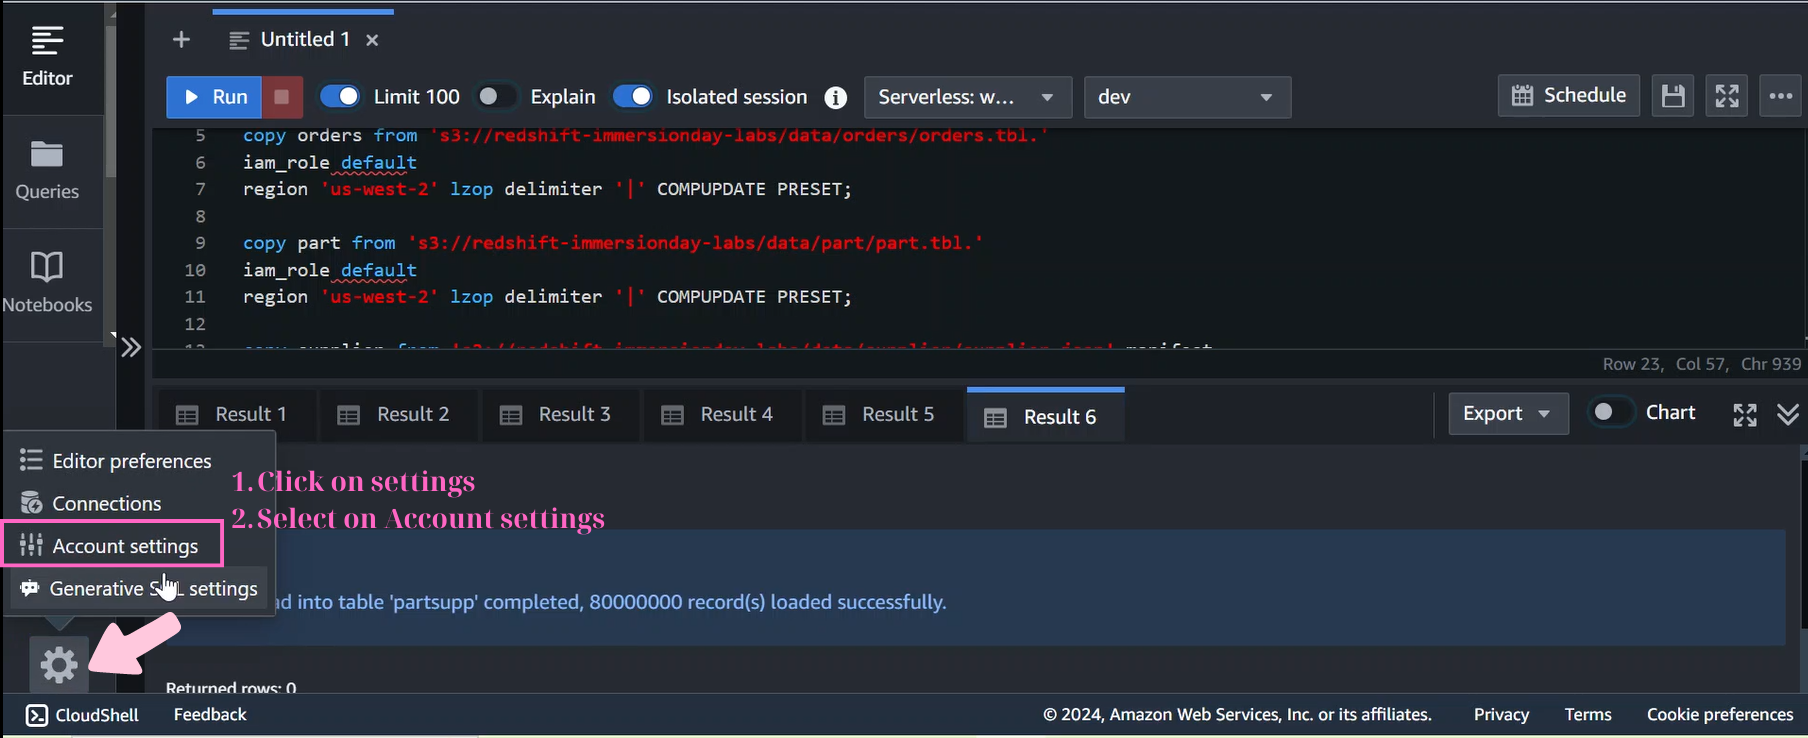 Editor
Queries
Notebooks
Untitled 1
Run
Limit 100
Explain
Isolated session
Serverless: w...
dev
Schedule
5 copy orders from 's3://redshift-immersionday-labs/data/orders/orders.tbl.'
6 iam_role default
7 region 'us-west-2' lzop delimiter '|' COMPUPDATE PRESET;
8
9 copy part from 's3://redshift-immersionday-labs/data/part/part.tbl.'
10 iam_role default
11 region 'us-west-2' lzop delimiter '|' COMPUPDATE PRESET;
12
Row 23, Col 57, Chr 939
Result 1
Result 2
Result 3
Result 4
Result 5
Result 6
Export
Chart
Editor preferences
Connections
Account settings
Generative settings
1. Click on settings
2. Select on Account settings
into table 'partsupp' completed, 80000000 record(s) loaded successfully.
Returned rows: 0
CloudShell
Feedback
© 2024, Amazon Web Services, Inc. or its affiliates.
Privacy
Terms
Cookie preferences